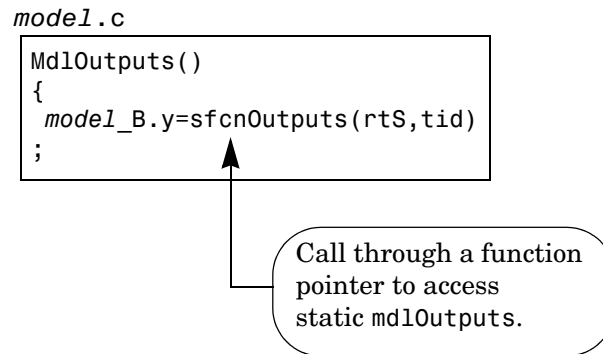 model.c
MdlOutputs()
{
model_B.y=sfcnOutputs(rtS,tid)
;
Call through a function
pointer to access
static mdlOutputs.